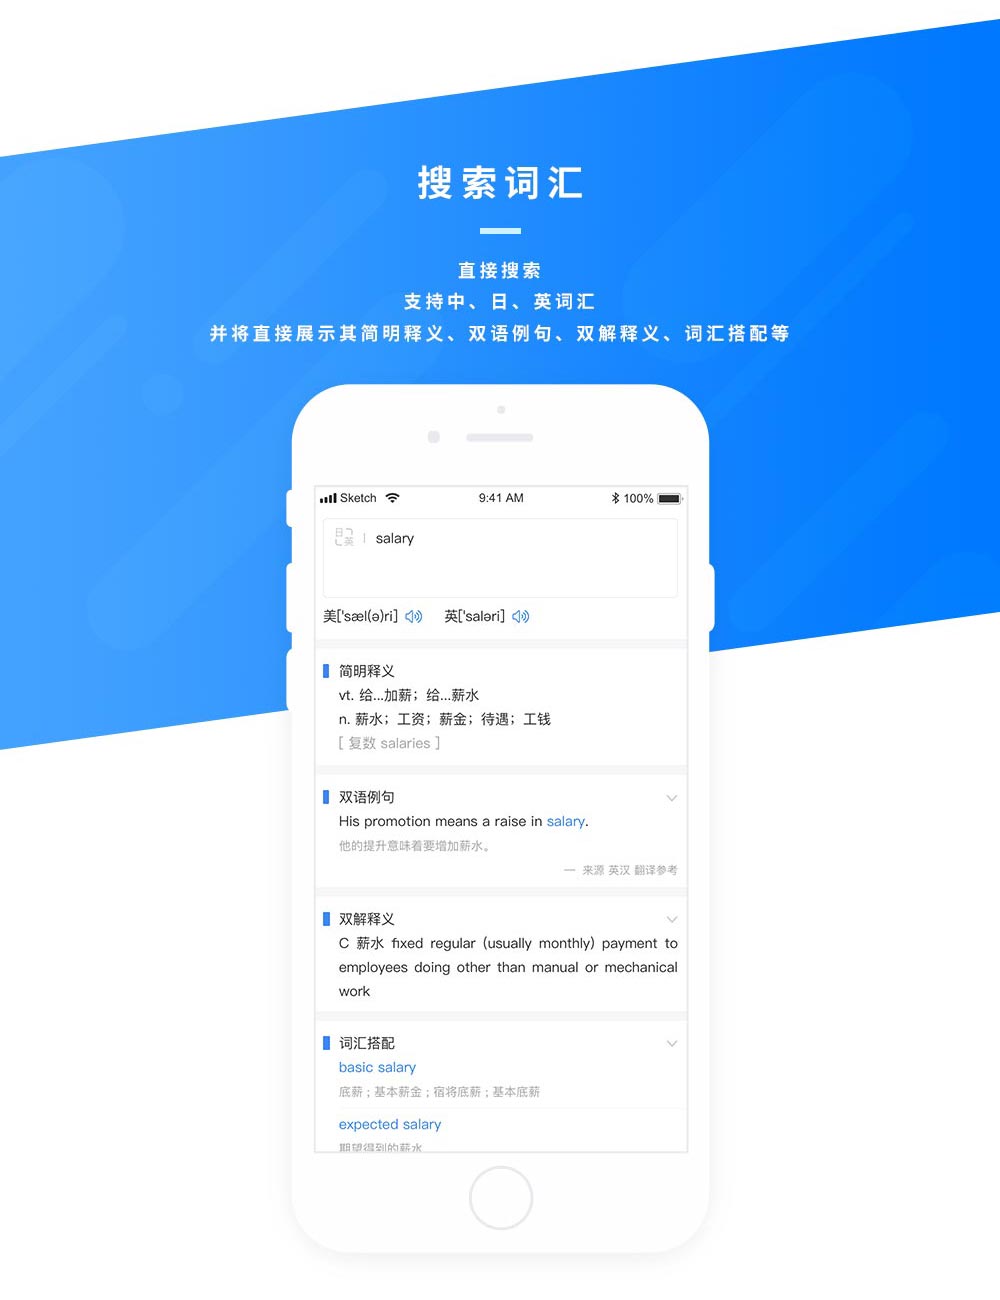 搜索词汇
直接搜索
支持中、日、英词汇
并将直接展示其简明释义、双语例句、双解释义、词汇搭配等
Sketch 9:41 AM 100%
日 英 salary
美['sæl(ə)ri] 英['saləri]
简明释义
vt. 给...加薪；给...薪水
n. 薪水；工资；薪金；待遇；工钱
[ 复数 salaries ]
双语例句
His promotion means a raise in salary.
他的提升意味着要增加薪水。
— 来源 英汉 翻译参考
双解释义
C 薪水 fixed regular (usually monthly) payment to
employees doing other than manual or mechanical
work
词汇搭配
basic salary
底薪；基本薪金；宿将底薪；基本底薪
expected salary
期望得到的薪水